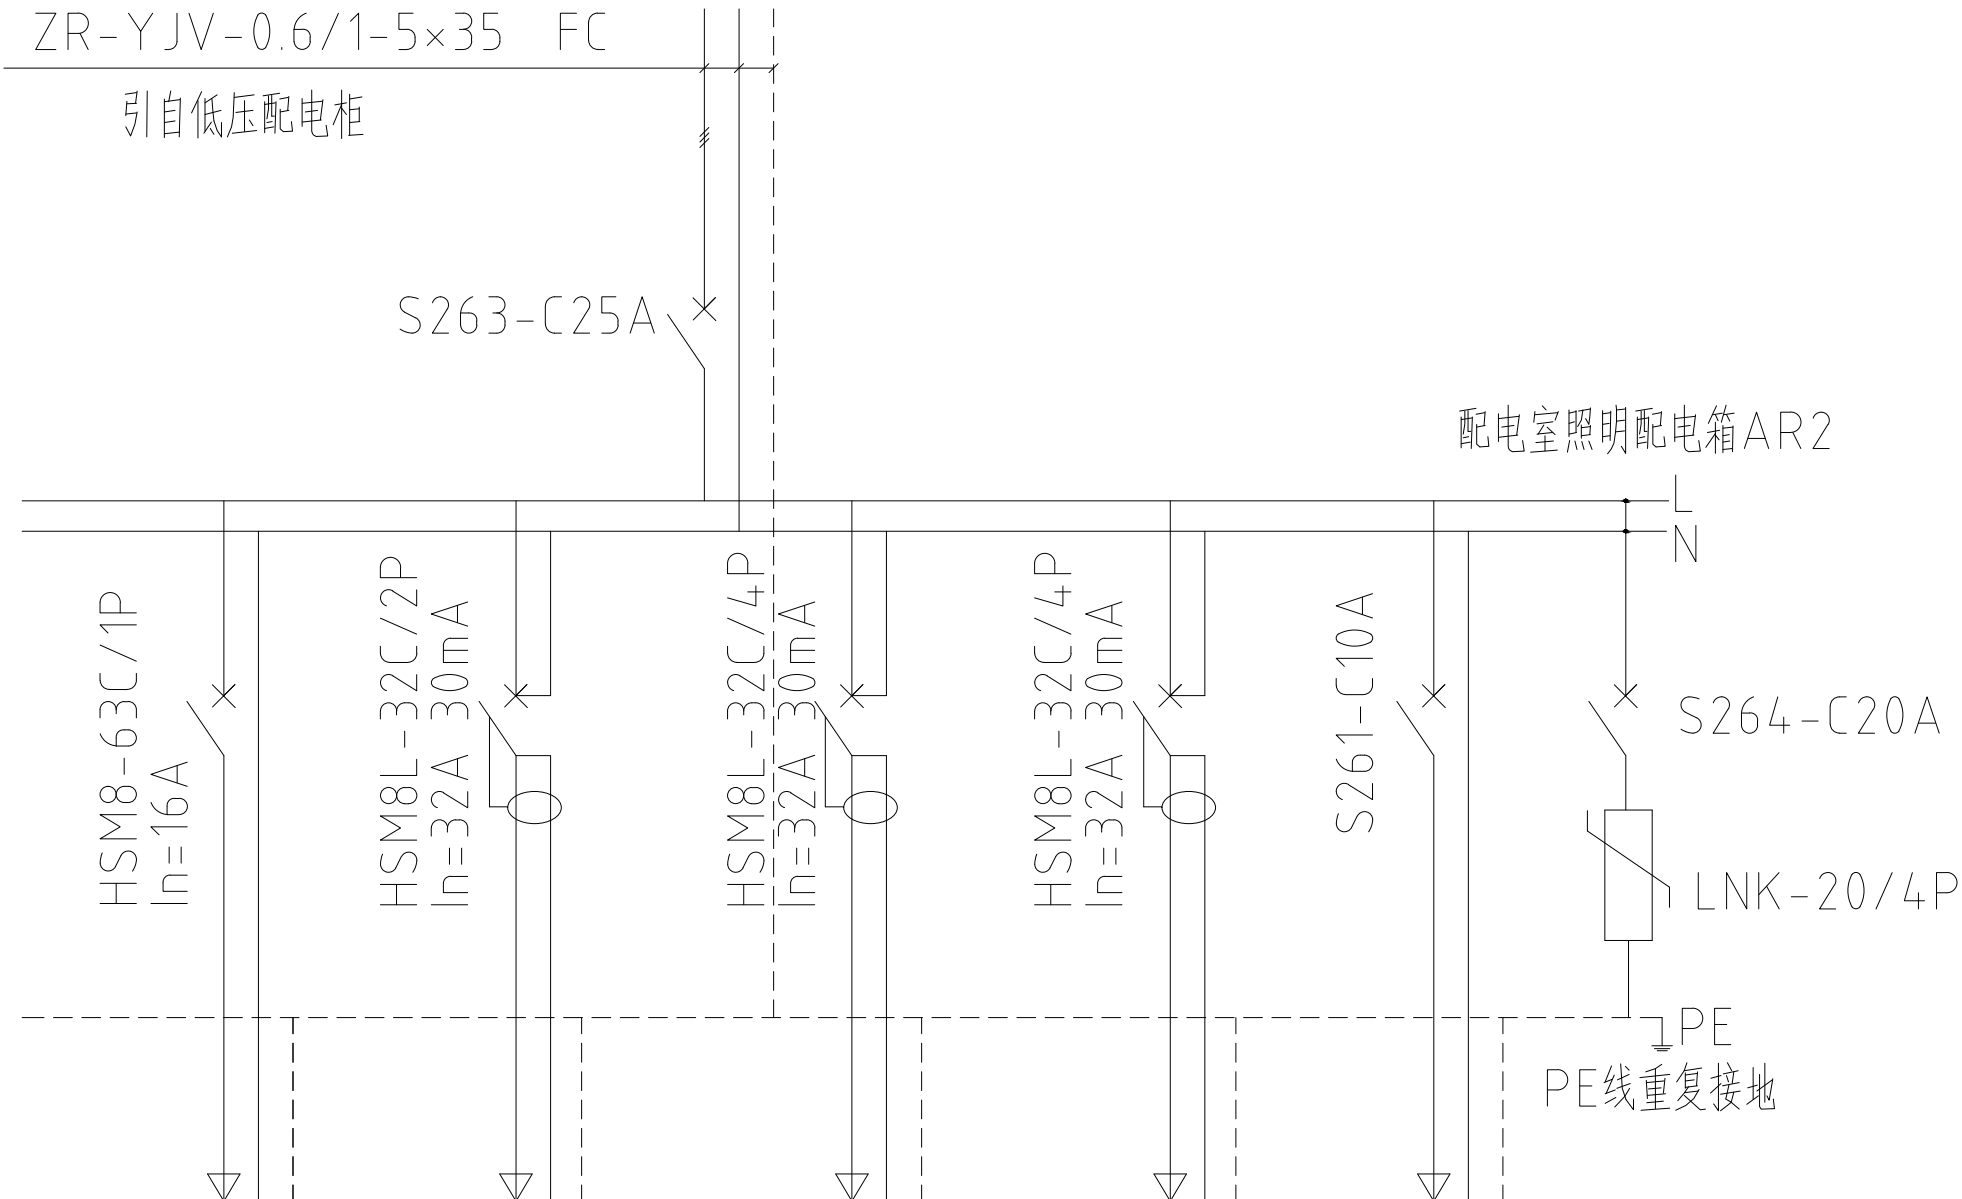 ZR-YJV-0.6/1-5×35 FC
引自低压配电柜
S263-C25A
配电室照明配电箱AR2
L
N
HSM8-63C/1P
In=16A
HSM8L-32C/2P
In=32A 30mA
HSM8L-32C/4P
In=32A 30mA
HSM8L-32C/4P
In=32A 30mA
S261-C10A
S264-C20A
LNK-20/4P
PE
PE线重复接地